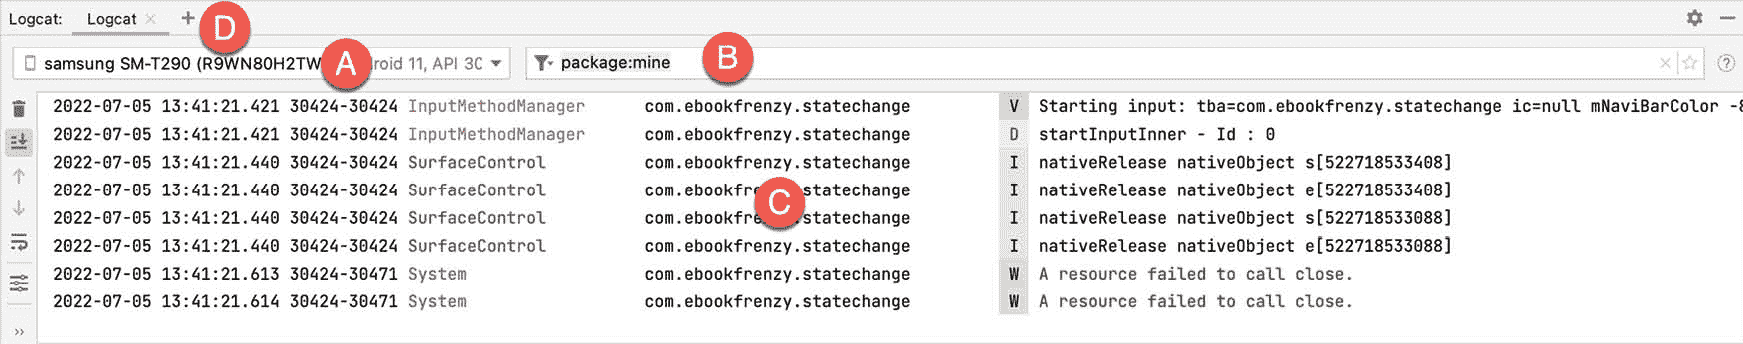 Logcat: Logcat
D
samsung SM-T290 (R9WN80H2TW A roid 11, API 30 package:mine B
2022-07-05 13:41:21.421 30424-30424 InputMethodManager com.ebookfrenzy.statechange V Starting input: tba=com.ebookfrenzy.statechange ic=null mNaviBarColor -8
2022-07-05 13:41:21.421 30424-30424 InputMethodManager com.ebookfrenzy.statechange D startInputInner - Id : 0
2022-07-05 13:41:21.440 30424-30424 SurfaceControl com.ebookfrenzy.statechange I nativeRelease nativeObject s[522718533408]
2022-07-05 13:41:21.440 30424-30424 SurfaceControl com.ebookfrenzy.statechange I nativeRelease nativeObject e[522718533408]
C
2022-07-05 13:41:21.440 30424-30424 SurfaceControl com.ebookfrenzy.statechange I nativeRelease nativeObject s[522718533088]
2022-07-05 13:41:21.440 30424-30424 SurfaceControl com.ebookfrenzy.statechange I nativeRelease nativeObject e[522718533088]
2022-07-05 13:41:21.613 30424-30471 System com.ebookfrenzy.statechange W A resource failed to call close.
2022-07-05 13:41:21.614 30424-30471 System com.ebookfrenzy.statechange W A resource failed to call close.